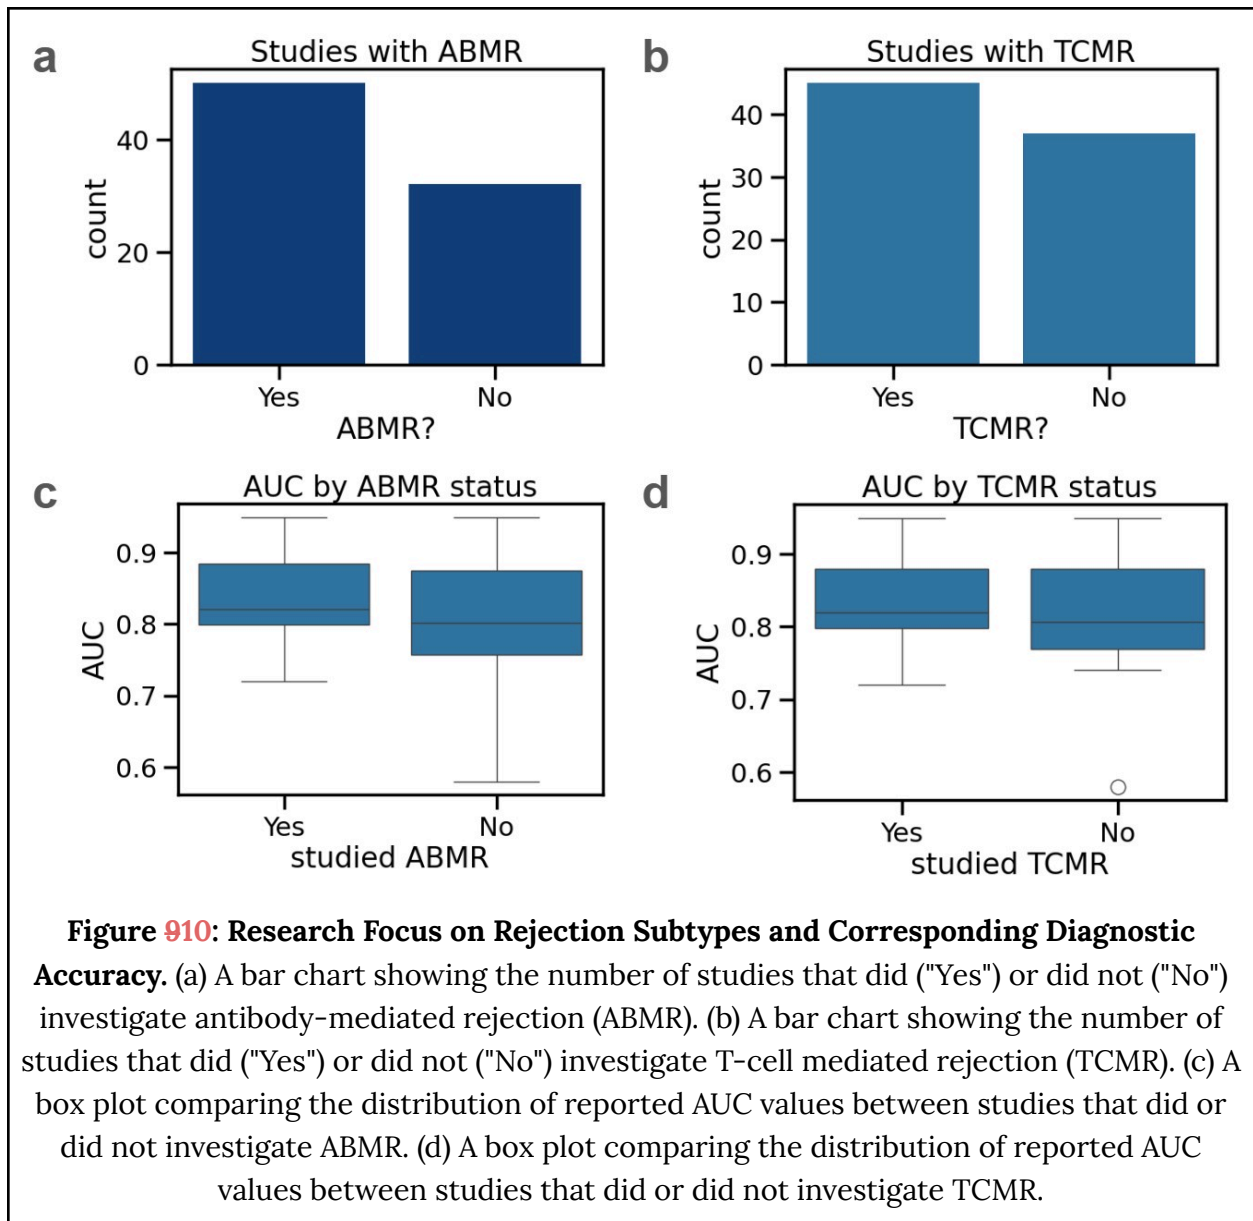 a
Studies with ABMR
40
20
0
count
Yes
No
ABMR?
b
Studies with TCMR
40
30
20
10
0
count
Yes
No
TCMR?
c
AUC by ABMR status
0.9
0.8
0.7
0.6
AUC
Yes
No
studied ABMR
d
AUC by TCMR status
0.9
0.8
0.7
0.6
AUC
Yes
No
studied TCMR
Figure 910: Research Focus on Rejection Subtypes and Corresponding Diagnostic
Accuracy. (a) A bar chart showing the number of studies that did ("Yes") or did not ("No")
investigate antibody-mediated rejection (ABMR). (b) A bar chart showing the number of
studies that did ("Yes") or did not ("No") investigate T-cell mediated rejection (TCMR). (c) A
box plot comparing the distribution of reported AUC values between studies that did or
did not investigate ABMR. (d) A box plot comparing the distribution of reported AUC
values between studies that did or did not investigate TCMR.